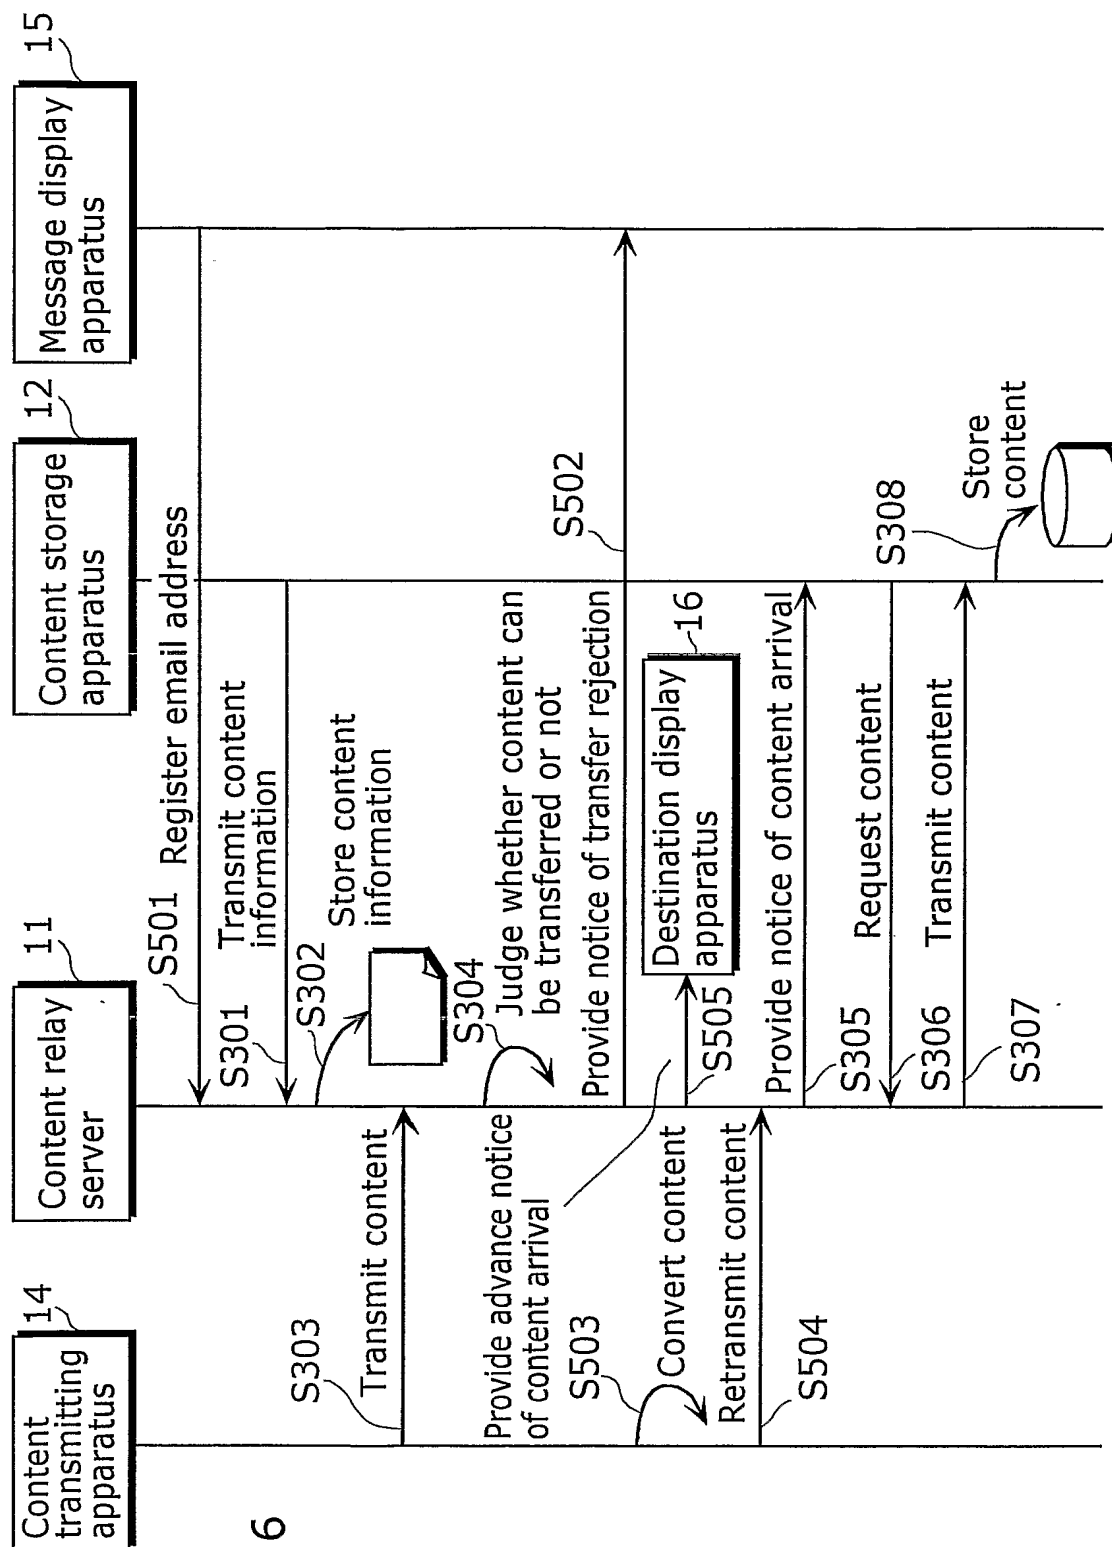 6
14
Content
transmitting
apparatus
11
Content relay
server
12
Content storage
apparatus
15
Message display
apparatus
S501
Register email address
S301
Transmit content
information
S302
Store content
information
S303
Transmit content
S304
Judge whether content can
be transferred or not
Provide notice of transfer rejection
S502
Provide advance notice
of content arrival
Destination display
apparatus
16
S505
S503
Convert content
Retransmit content
S504
Provide notice of content arrival
S305
Request content
S306
Transmit content
S307
S308
Store
content